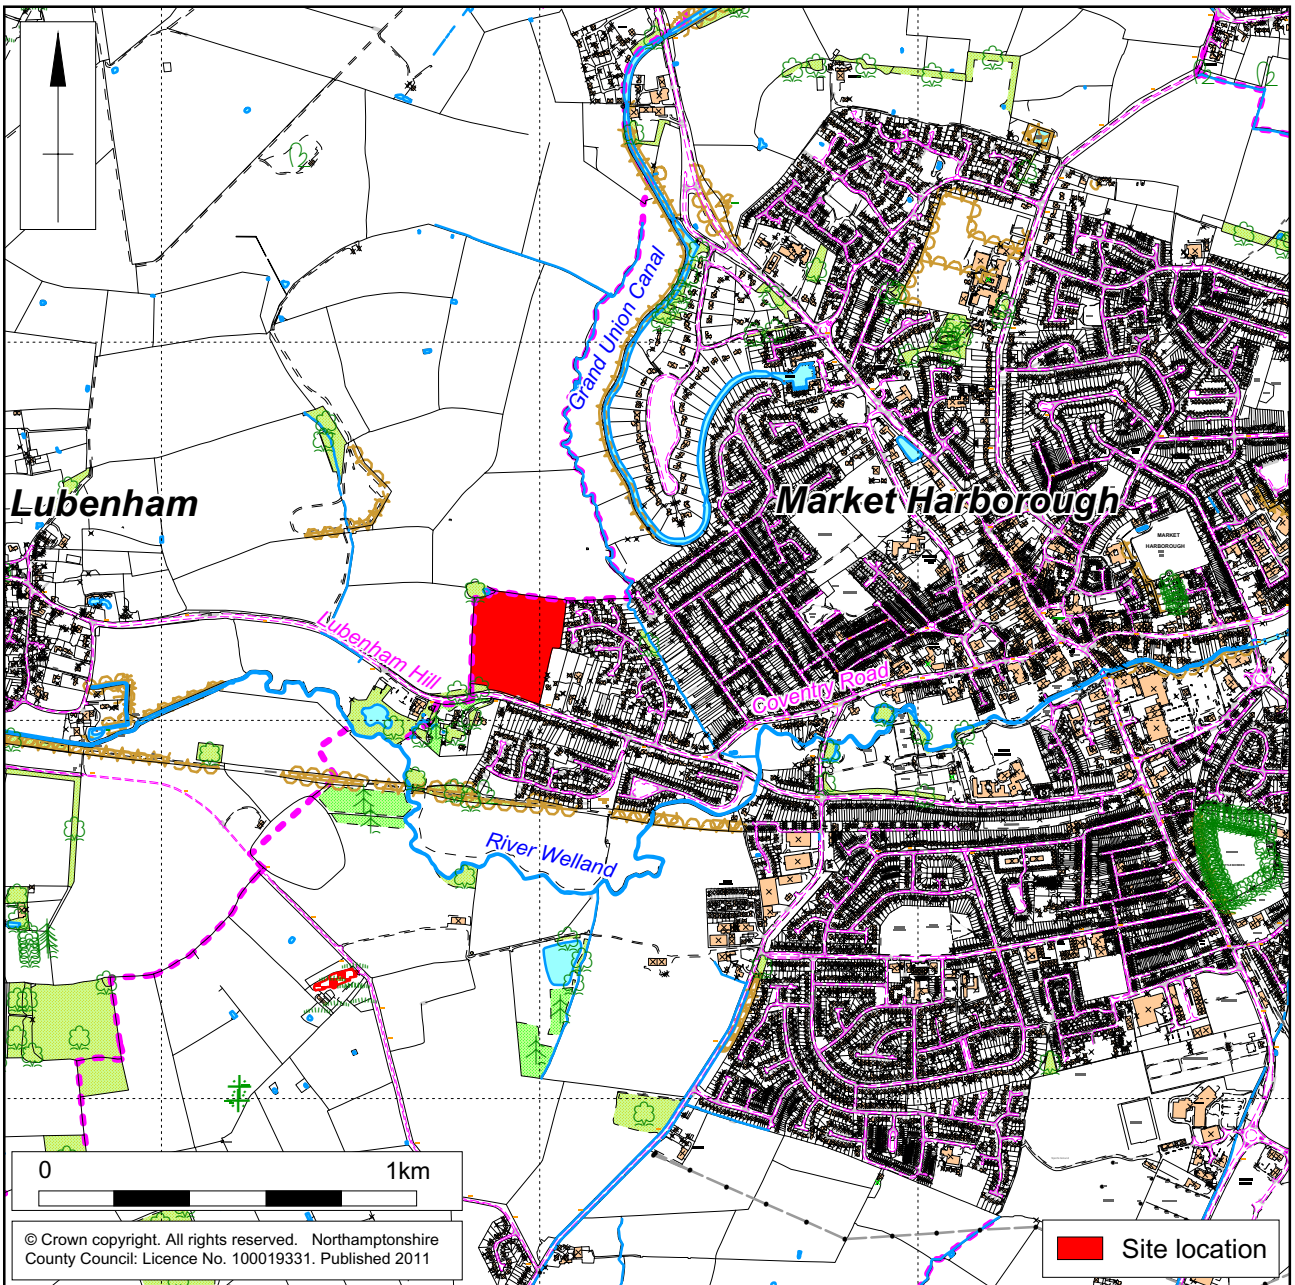 Grand Union Canal
Lubenham
Market Harborough
MARKET
HARBOROUGH
Lubenham Hill
Coventry Road
River Welland
0 1km
© Crown copyright. All rights reserved. Northamptonshire
County Council: Licence No. 100019331. Published 2011
Site location